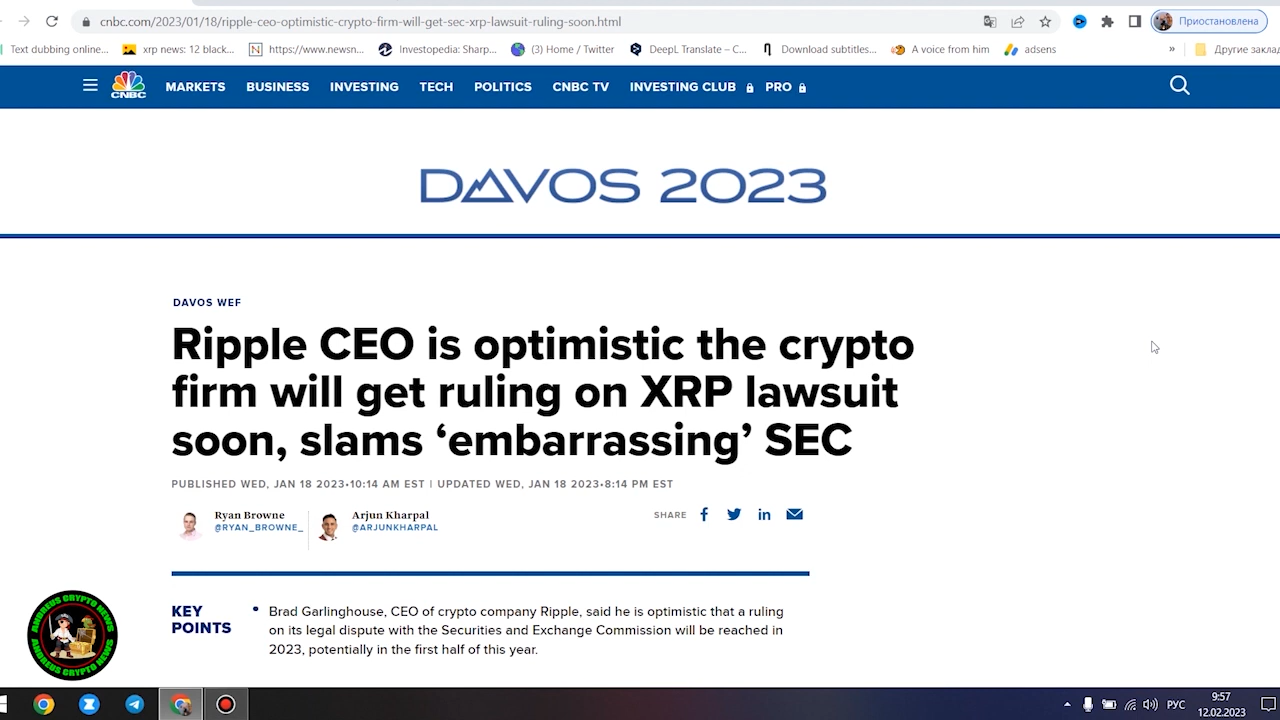 cnbc.com/2023/01/18/ripple-ceo-optimistic-crypto-firm-will-get-sec-xrp-lawsuit-ruling-soon.html
Приостановлена
Text dubbing online...
xrp news: 12 black...
https://www.newsn...
Investopedia: Sharp...
(3) Home / Twitter
DeepL Translate – C...
Download subtitles...
A voice from him
adsens
»
Другие заклад
CNBC
MARKETS
BUSINESS
INVESTING
TECH
POLITICS
CNBC TV
INVESTING CLUB
PRO
DAVOS 2023
DAVOS WEF
Ripple CEO is optimistic the crypto
firm will get ruling on XRP lawsuit
soon, slams ‘embarrassing’ SEC
PUBLISHED WED, JAN 18 2023•10:14 AM EST | UPDATED WED, JAN 18 2023•8:14 PM EST
Ryan Browne
@RYAN_BROWNE_
Arjun Kharpal
@ARJUNKHARPAL
SHARE
KEY
POINTS
• Brad Garlinghouse, CEO of crypto company Ripple, said he is optimistic that a ruling
on its legal dispute with the Securities and Exchange Commission will be reached in
2023, potentially in the first half of this year.
ANDREUS CRYPTO NEWS
ANDREUS CRYPTO NEWS
РУС
9:57
12.02.2023